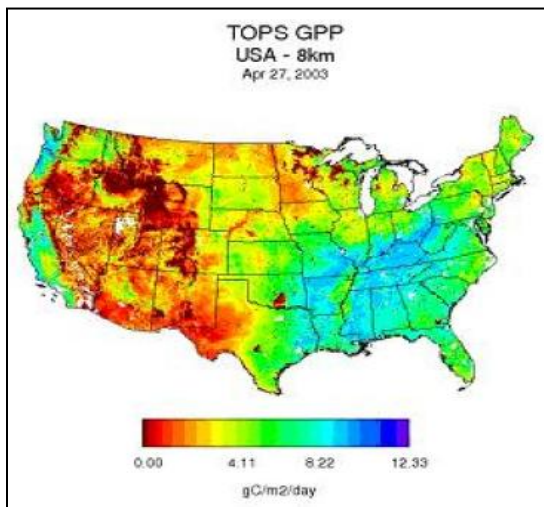 TOPS GPP
USA - 8km
Apr 27, 2003
0.00 4.11 8.22 12.33
gC/m2/day